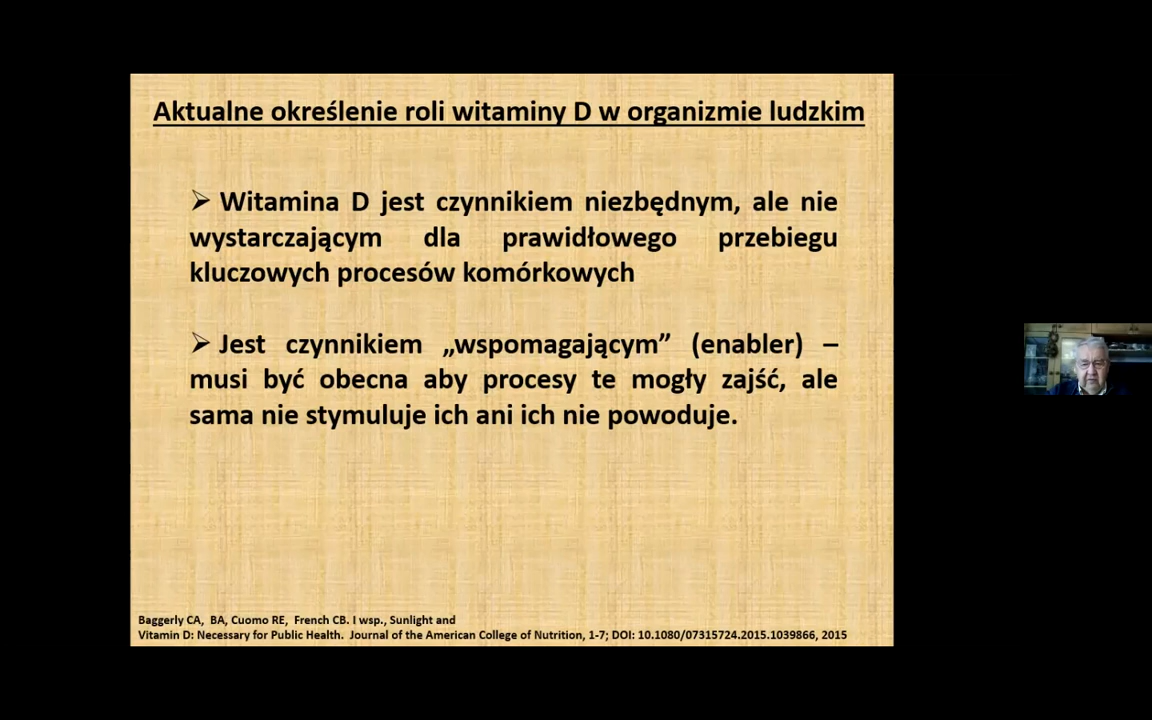 Aktualne określenie roli witaminy D w organizmie ludzkim
➢ Witamina D jest czynnikiem niezbędnym, ale nie
wystarczającym dla prawidłowego przebiegu
kluczowych procesów komórkowych
➢ Jest czynnikiem „wspomagającym” (enabler) –
musi być obecna aby procesy te mogły zajść, ale
sama nie stymuluje ich ani ich nie powoduje.
Baggerly CA, BA, Cuomo RE, French CB. I wsp., Sunlight and
Vitamin D: Necessary for Public Health. Journal of the American College of Nutrition, 1-7; DOI: 10.1080/07315724.2015.1039866, 2015